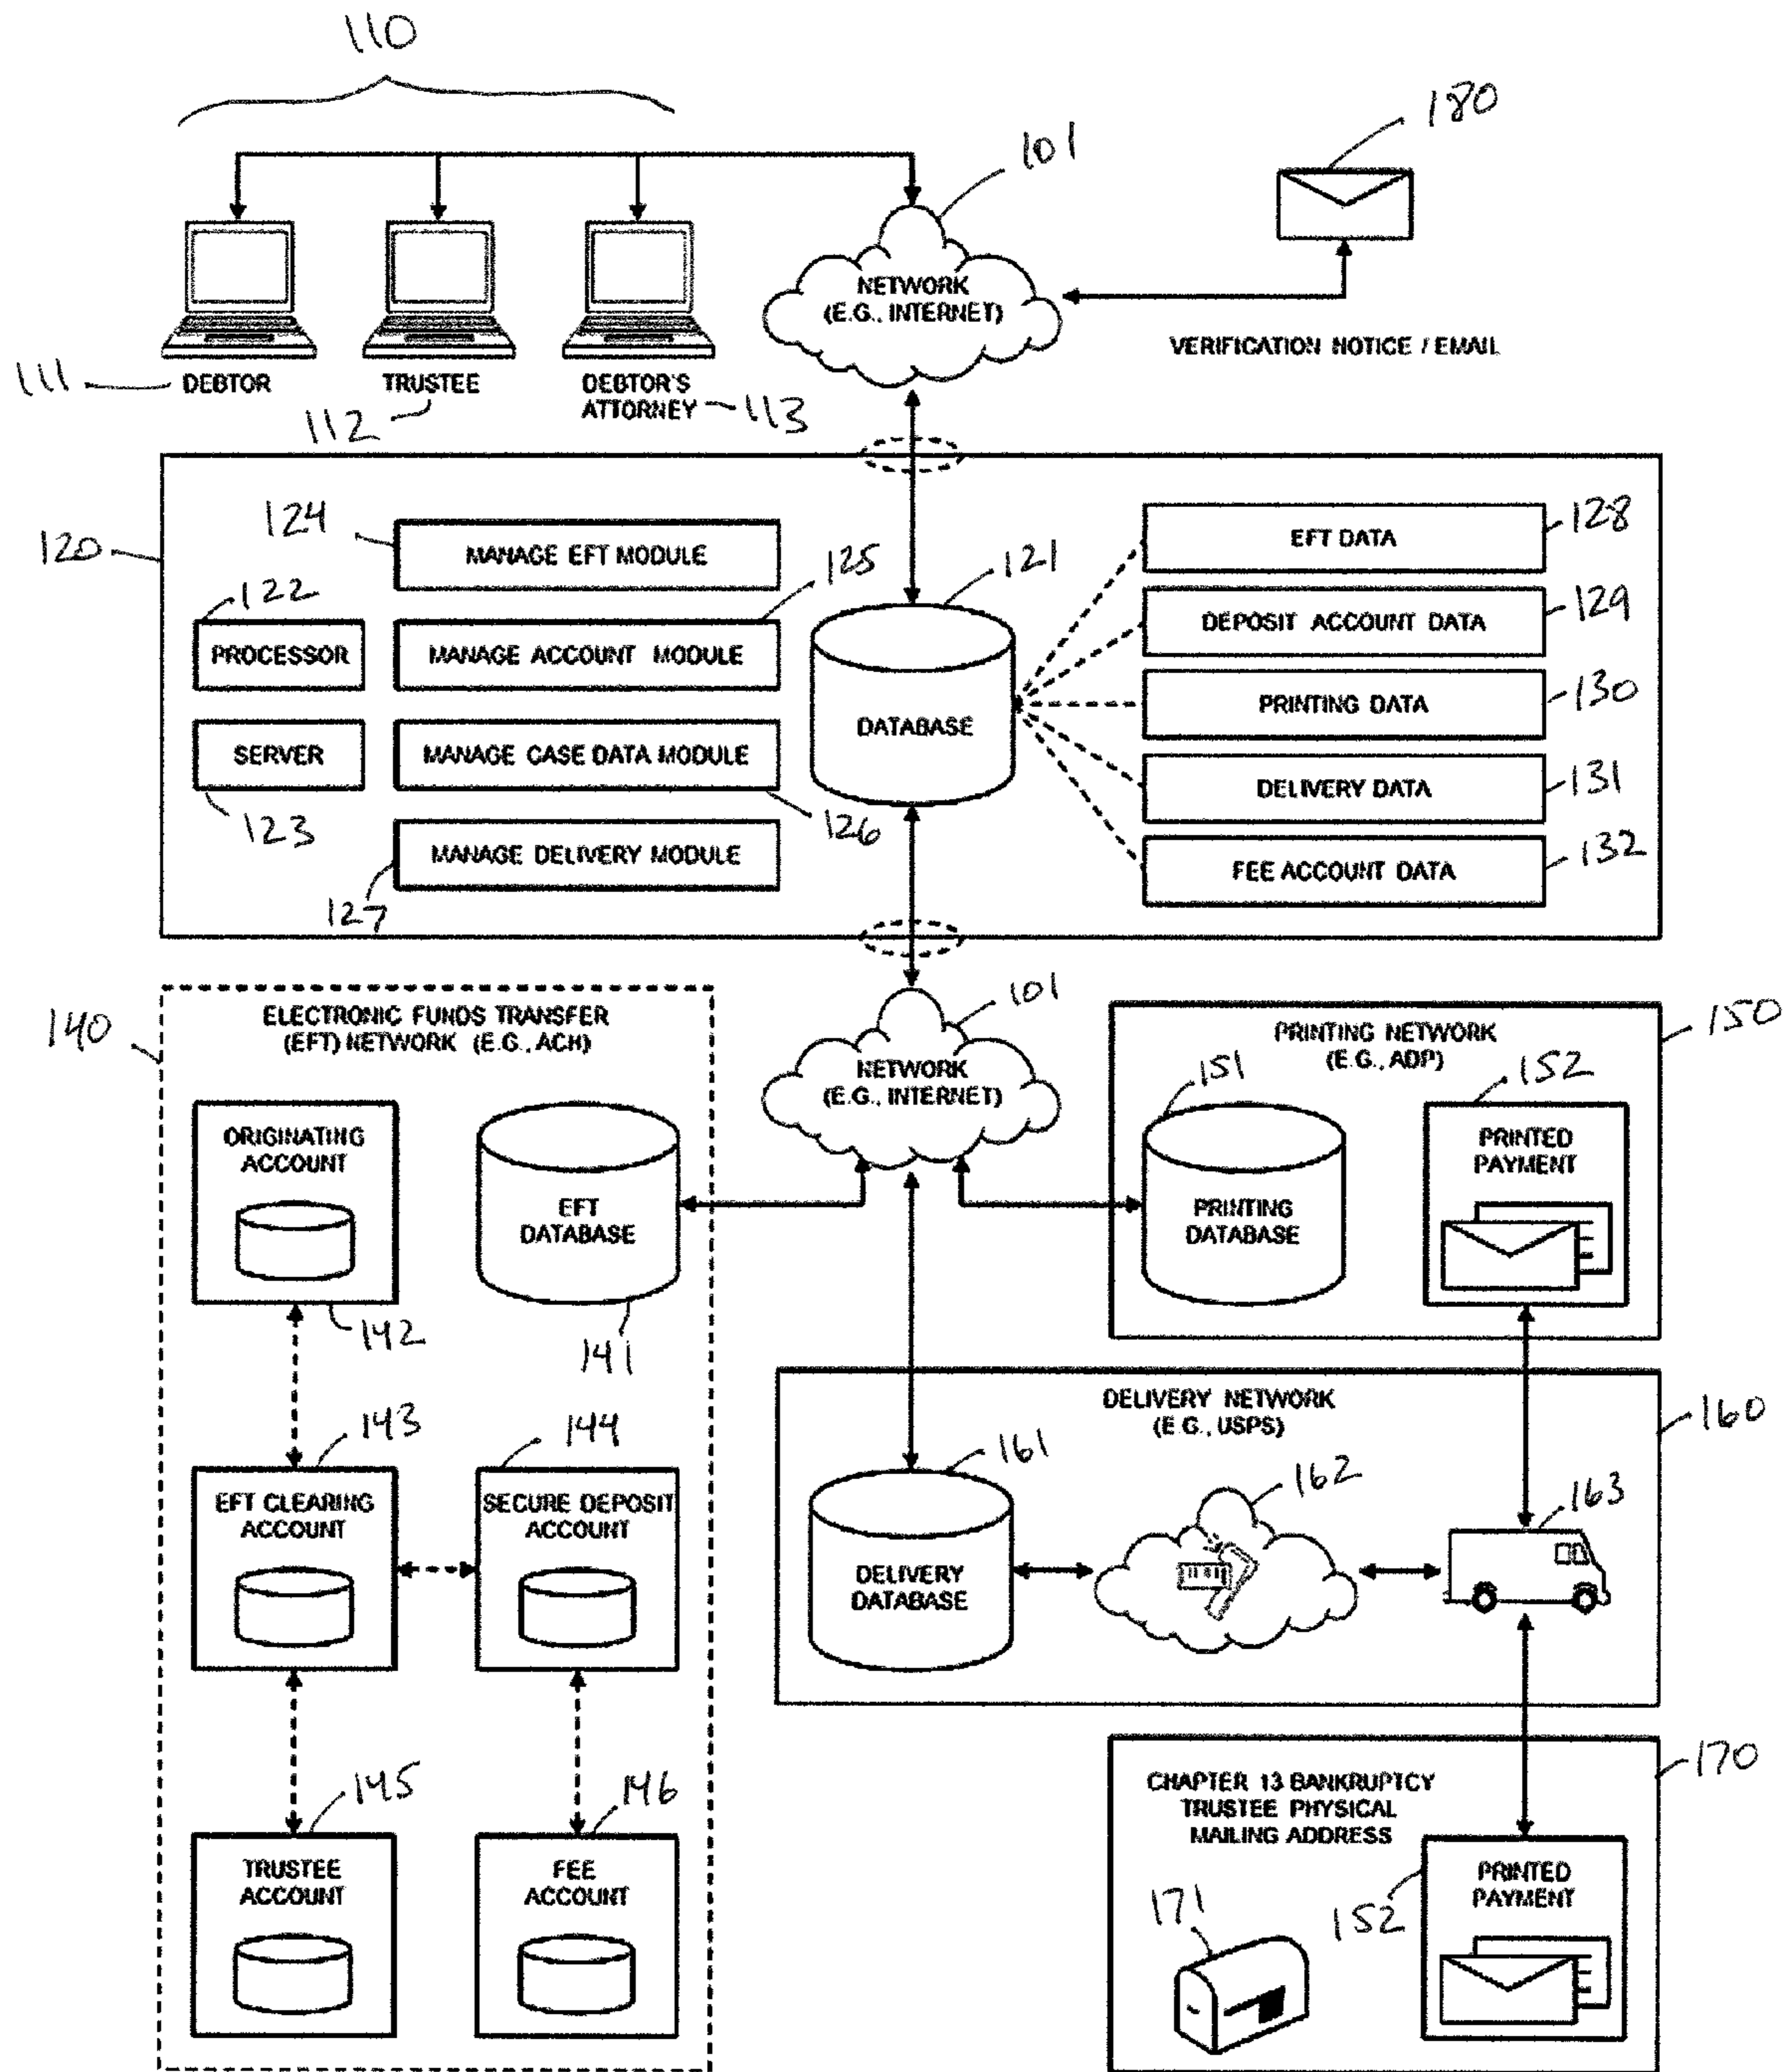 110
180
101
NETWORK
(E.G., INTERNET)
VERIFICATION NOTICE / EMAIL
111
DEBTOR
TRUSTEE
112
DEBTOR'S
ATTORNEY
113
120
124
MANAGE EFT MODULE
122
PROCESSOR
125
MANAGE ACCOUNT MODULE
SERVER
123
MANAGE CASE DATA MODULE
126
MANAGE DELIVERY MODULE
127
121
DATABASE
EFT DATA
128
DEPOSIT ACCOUNT DATA
129
PRINTING DATA
130
DELIVERY DATA
131
FEE ACCOUNT DATA
132
140
ELECTRONIC FUNDS TRANSFER
(EFT) NETWORK (E.G., ACH)
101
NETWORK
(E.G., INTERNET)
PRINTING NETWORK
(E.G., ADP)
150
ORIGINATING
ACCOUNT
142
EFT
DATABASE
141
151
PRINTING
DATABASE
152
PRINTED
PAYMENT
143
EFT CLEARING
ACCOUNT
144
SECURE DEPOSIT
ACCOUNT
DELIVERY NETWORK
(E.G., USPS)
160
161
DELIVERY
DATABASE
162
163
145
TRUSTEE
ACCOUNT
146
FEE
ACCOUNT
170
CHAPTER 13 BANKRUPTCY
TRUSTEE PHYSICAL
MAILING ADDRESS
171
152
PRINTED
PAYMENT